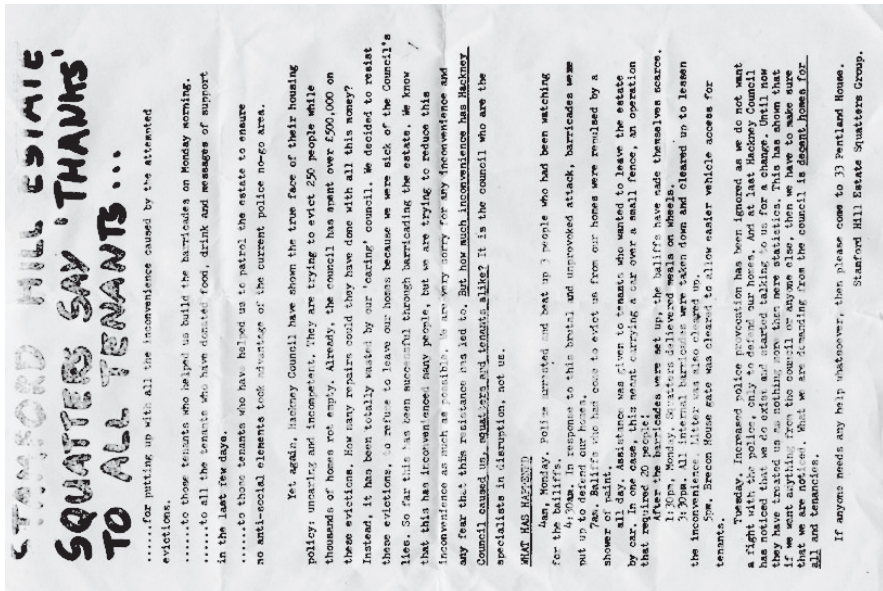 STAMFORD HILL ESTATE
SQUATTERS SAY 'THANKS'
TO ALL TENANTS...
......for putting up with all the inconvenience caused by the attempted
evictions.
......to those tenants who helped us build the barricades on Monday morning.
......to all the tenants who have donated food, drink and messages of support
in the last few days.
......to those tenants who have helped us to patrol the estate to ensure
no anti-social elements took advantage of the current police no-go area.
Yet again, Hackney Council have shown the true face of their housing
policy: uncaring and incompetent. They are trying to evict 250 people while
thousands of homes rot empty. Already, the council has spent over £500,000 on
these evictions. How many repairs could they have done with all this money?
Instead, it has been totally wasted by our 'caring' council. We decided to resist
these evictions, to refuse to leave our homes because we were sick of the Council's
lies. So far this has been successful through barricading the estate. We know
that this has inconvenienced many people, but we are trying to reduce this
inconvenience as much as possible. We are very sorry for any inconvenience and
any fear that this resistance has led to. But how much inconvenience has Hackney
Council caused us, squatters and tenants alike? It is the council who are the
specialists in disruption, not us.
WHAT HAS HAPPENED
4am, Monday. Police arrested and beat up 3 people who had been watching
for the bailiffs.
4:30am. In response to this brutal and unprovoked attack, barricades were
put up to defend our homes.
7am. Baliffs who had come to evict us from our homes were repulsed by a
shower of paint.
all day. Assistance was given to tenants who wanted to leave the estate
by car. In one case, this meant carrying a car over a small fence, an operation
that required 20 people!
After the barricades were set up, the baliffs have made themselves scarce.
1:30pm, Monday. Squatters delievered meals on wheels.
3:30pm. All internal barricades were taken down and cleared up to lessen
the inconvenience. Litter was also cleared up.
5pm. Brecon House gate was cleared to allow easier vehicle access for
tenants.
Tuesday. Increased police provocation has been ignored as we do not want
a fight with the police, only to defend our homes. And at last Hackney Council
has noticed that we do exist and started talking to us for a change. Until now
they have treated us as nothing more than mere statistics. This has shown that
if we want anything from the council or anyone else, then we have to make sure
that we are noticed. What we are demanding from the council is decent homes for
all and tenancies.
If anyone needs any help whatsoever, then please come to 33 Pentland House.
Stamford Hill Estate Squatters Group.